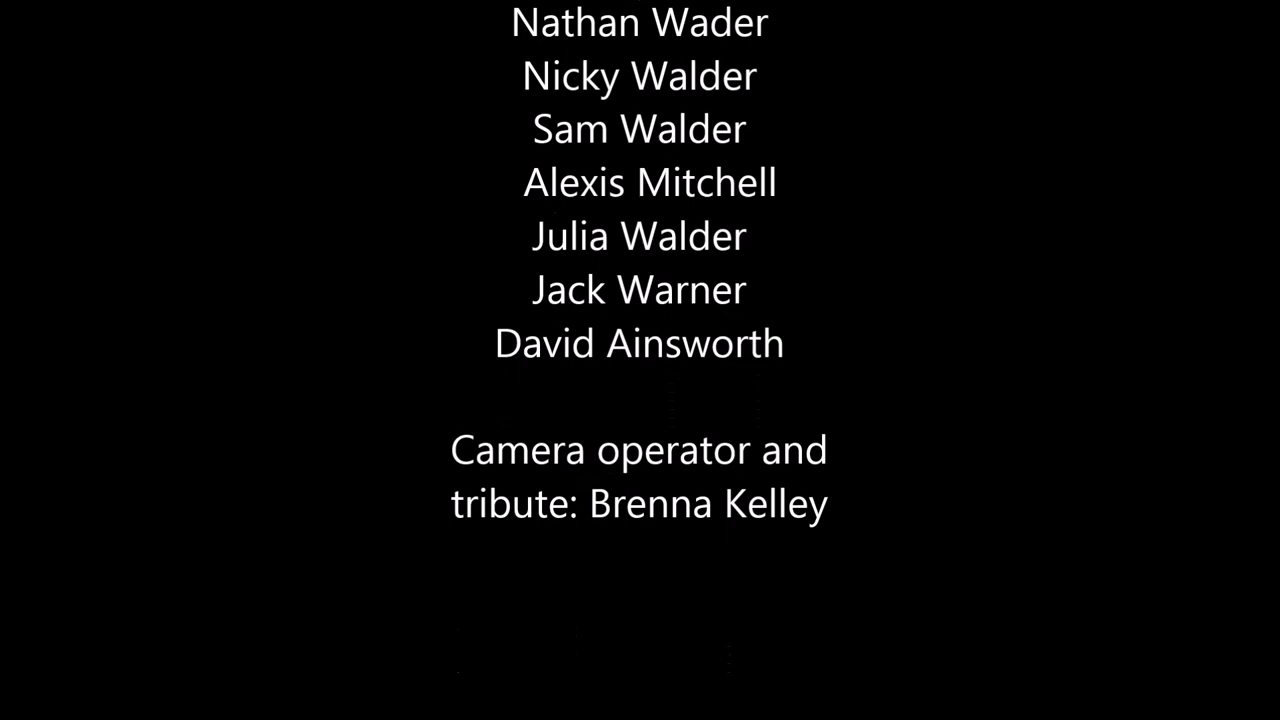 Nathan Wader
Nicky Walder
Sam Walder
Alexis Mitchell
Julia Walder
Jack Warner
David Ainsworth
Camera operator and
tribute: Brenna Kelley